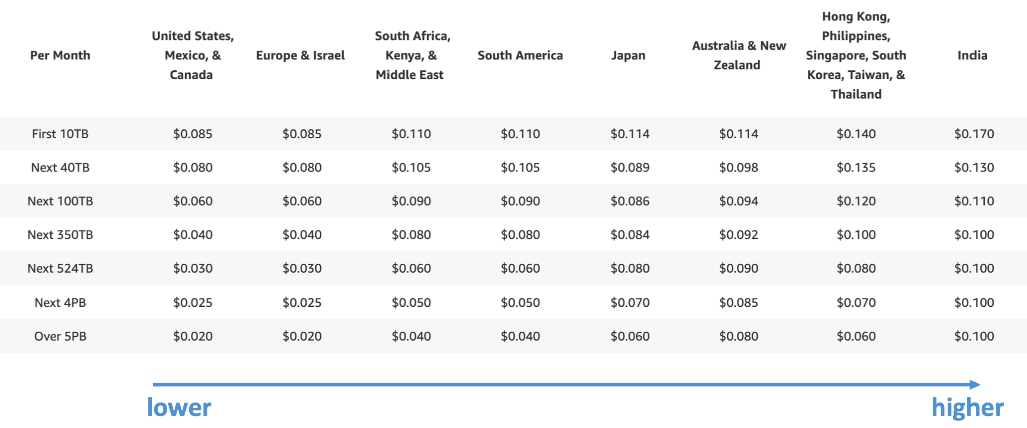 Per Month United States, Mexico, & Canada Europe & Israel South Africa, Kenya, & Middle East South America Japan Australia & New Zealand Hong Kong, Philippines, Singapore, South Korea, Taiwan, & Thailand India
First 10TB $0.085 $0.085 $0.110 $0.110 $0.114 $0.114 $0.140 $0.170
Next 40TB $0.080 $0.080 $0.105 $0.105 $0.089 $0.098 $0.135 $0.130
Next 100TB $0.060 $0.060 $0.090 $0.090 $0.086 $0.094 $0.120 $0.110
Next 350TB $0.040 $0.040 $0.080 $0.080 $0.084 $0.092 $0.100 $0.100
Next 524TB $0.030 $0.030 $0.060 $0.060 $0.080 $0.090 $0.080 $0.100
Next 4PB $0.025 $0.025 $0.050 $0.050 $0.070 $0.085 $0.070 $0.100
Over 5PB $0.020 $0.020 $0.040 $0.040 $0.060 $0.080 $0.060 $0.100
lower higher